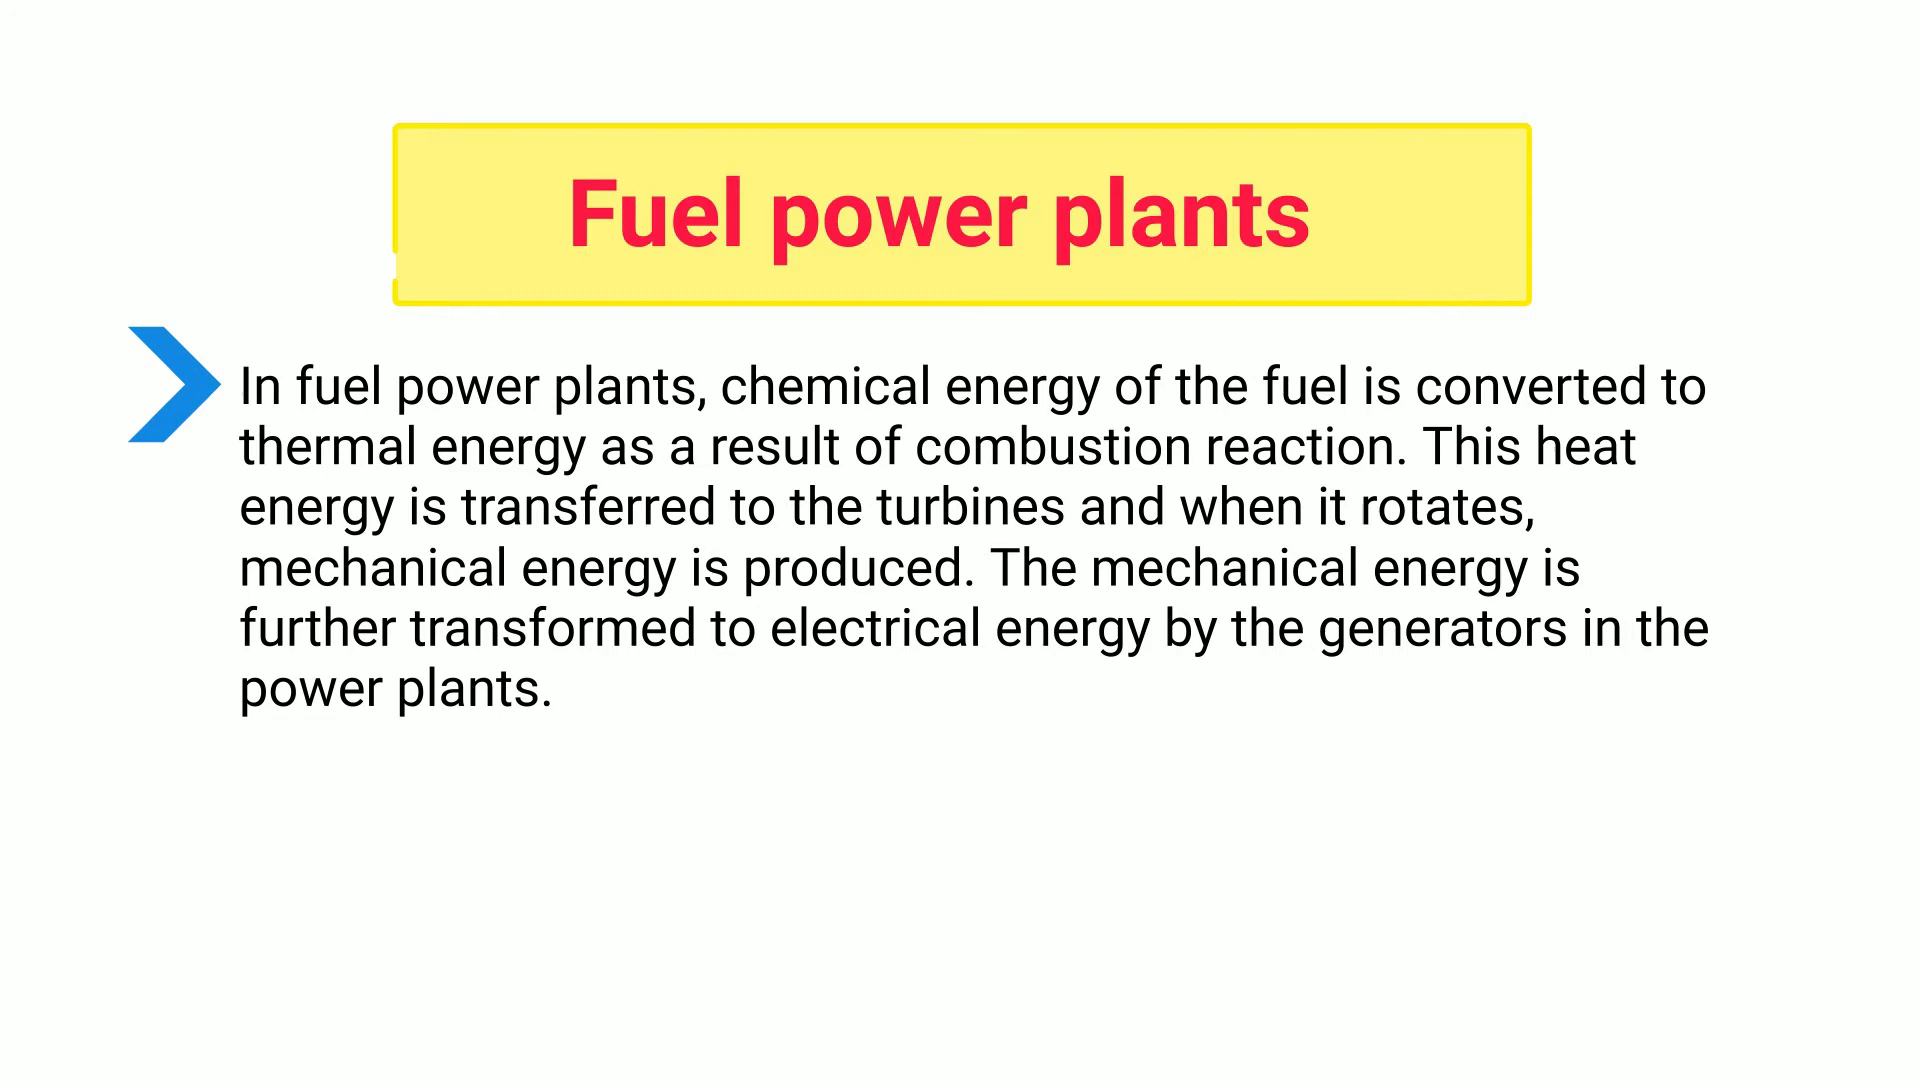 Fuel power plants
In fuel power plants, chemical energy of the fuel is converted to
thermal energy as a result of combustion reaction. This heat
energy is transferred to the turbines and when it rotates,
mechanical energy is produced. The mechanical energy is
further transformed to electrical energy by the generators in the
power plants.